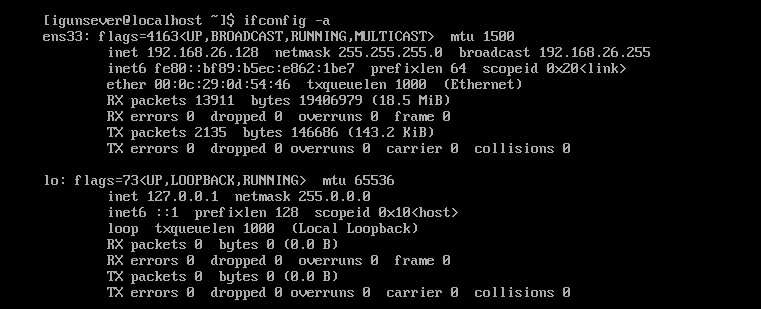 [igunsever@localhost ~]$ ifconfig -a
ens33: flags=4163<UP,BROADCAST,RUNNING,MULTICAST>  mtu 1500
        inet 192.168.26.128  netmask 255.255.255.0  broadcast 192.168.26.255
        inet6 fe80::bf89:b5ec:e862:1be7  prefixlen 64  scopeid 0x20<link>
        ether 00:0c:29:0d:54:46  txqueuelen 1000  (Ethernet)
        RX packets 13911  bytes 19406979 (18.5 MiB)
        RX errors 0  dropped 0  overruns 0  frame 0
        TX packets 2135  bytes 146686 (143.2 KiB)
        TX errors 0  dropped 0 overruns 0  carrier 0  collisions 0

lo: flags=73<UP,LOOPBACK,RUNNING>  mtu 65536
        inet 127.0.0.1  netmask 255.0.0.0
        inet6 ::1  prefixlen 128  scopeid 0x10<host>
        loop  txqueuelen 1000  (Local Loopback)
        RX packets 0  bytes 0 (0.0 B)
        RX errors 0  dropped 0  overruns 0  frame 0
        TX packets 0  bytes 0 (0.0 B)
        TX errors 0  dropped 0 overruns 0  carrier 0  collisions 0